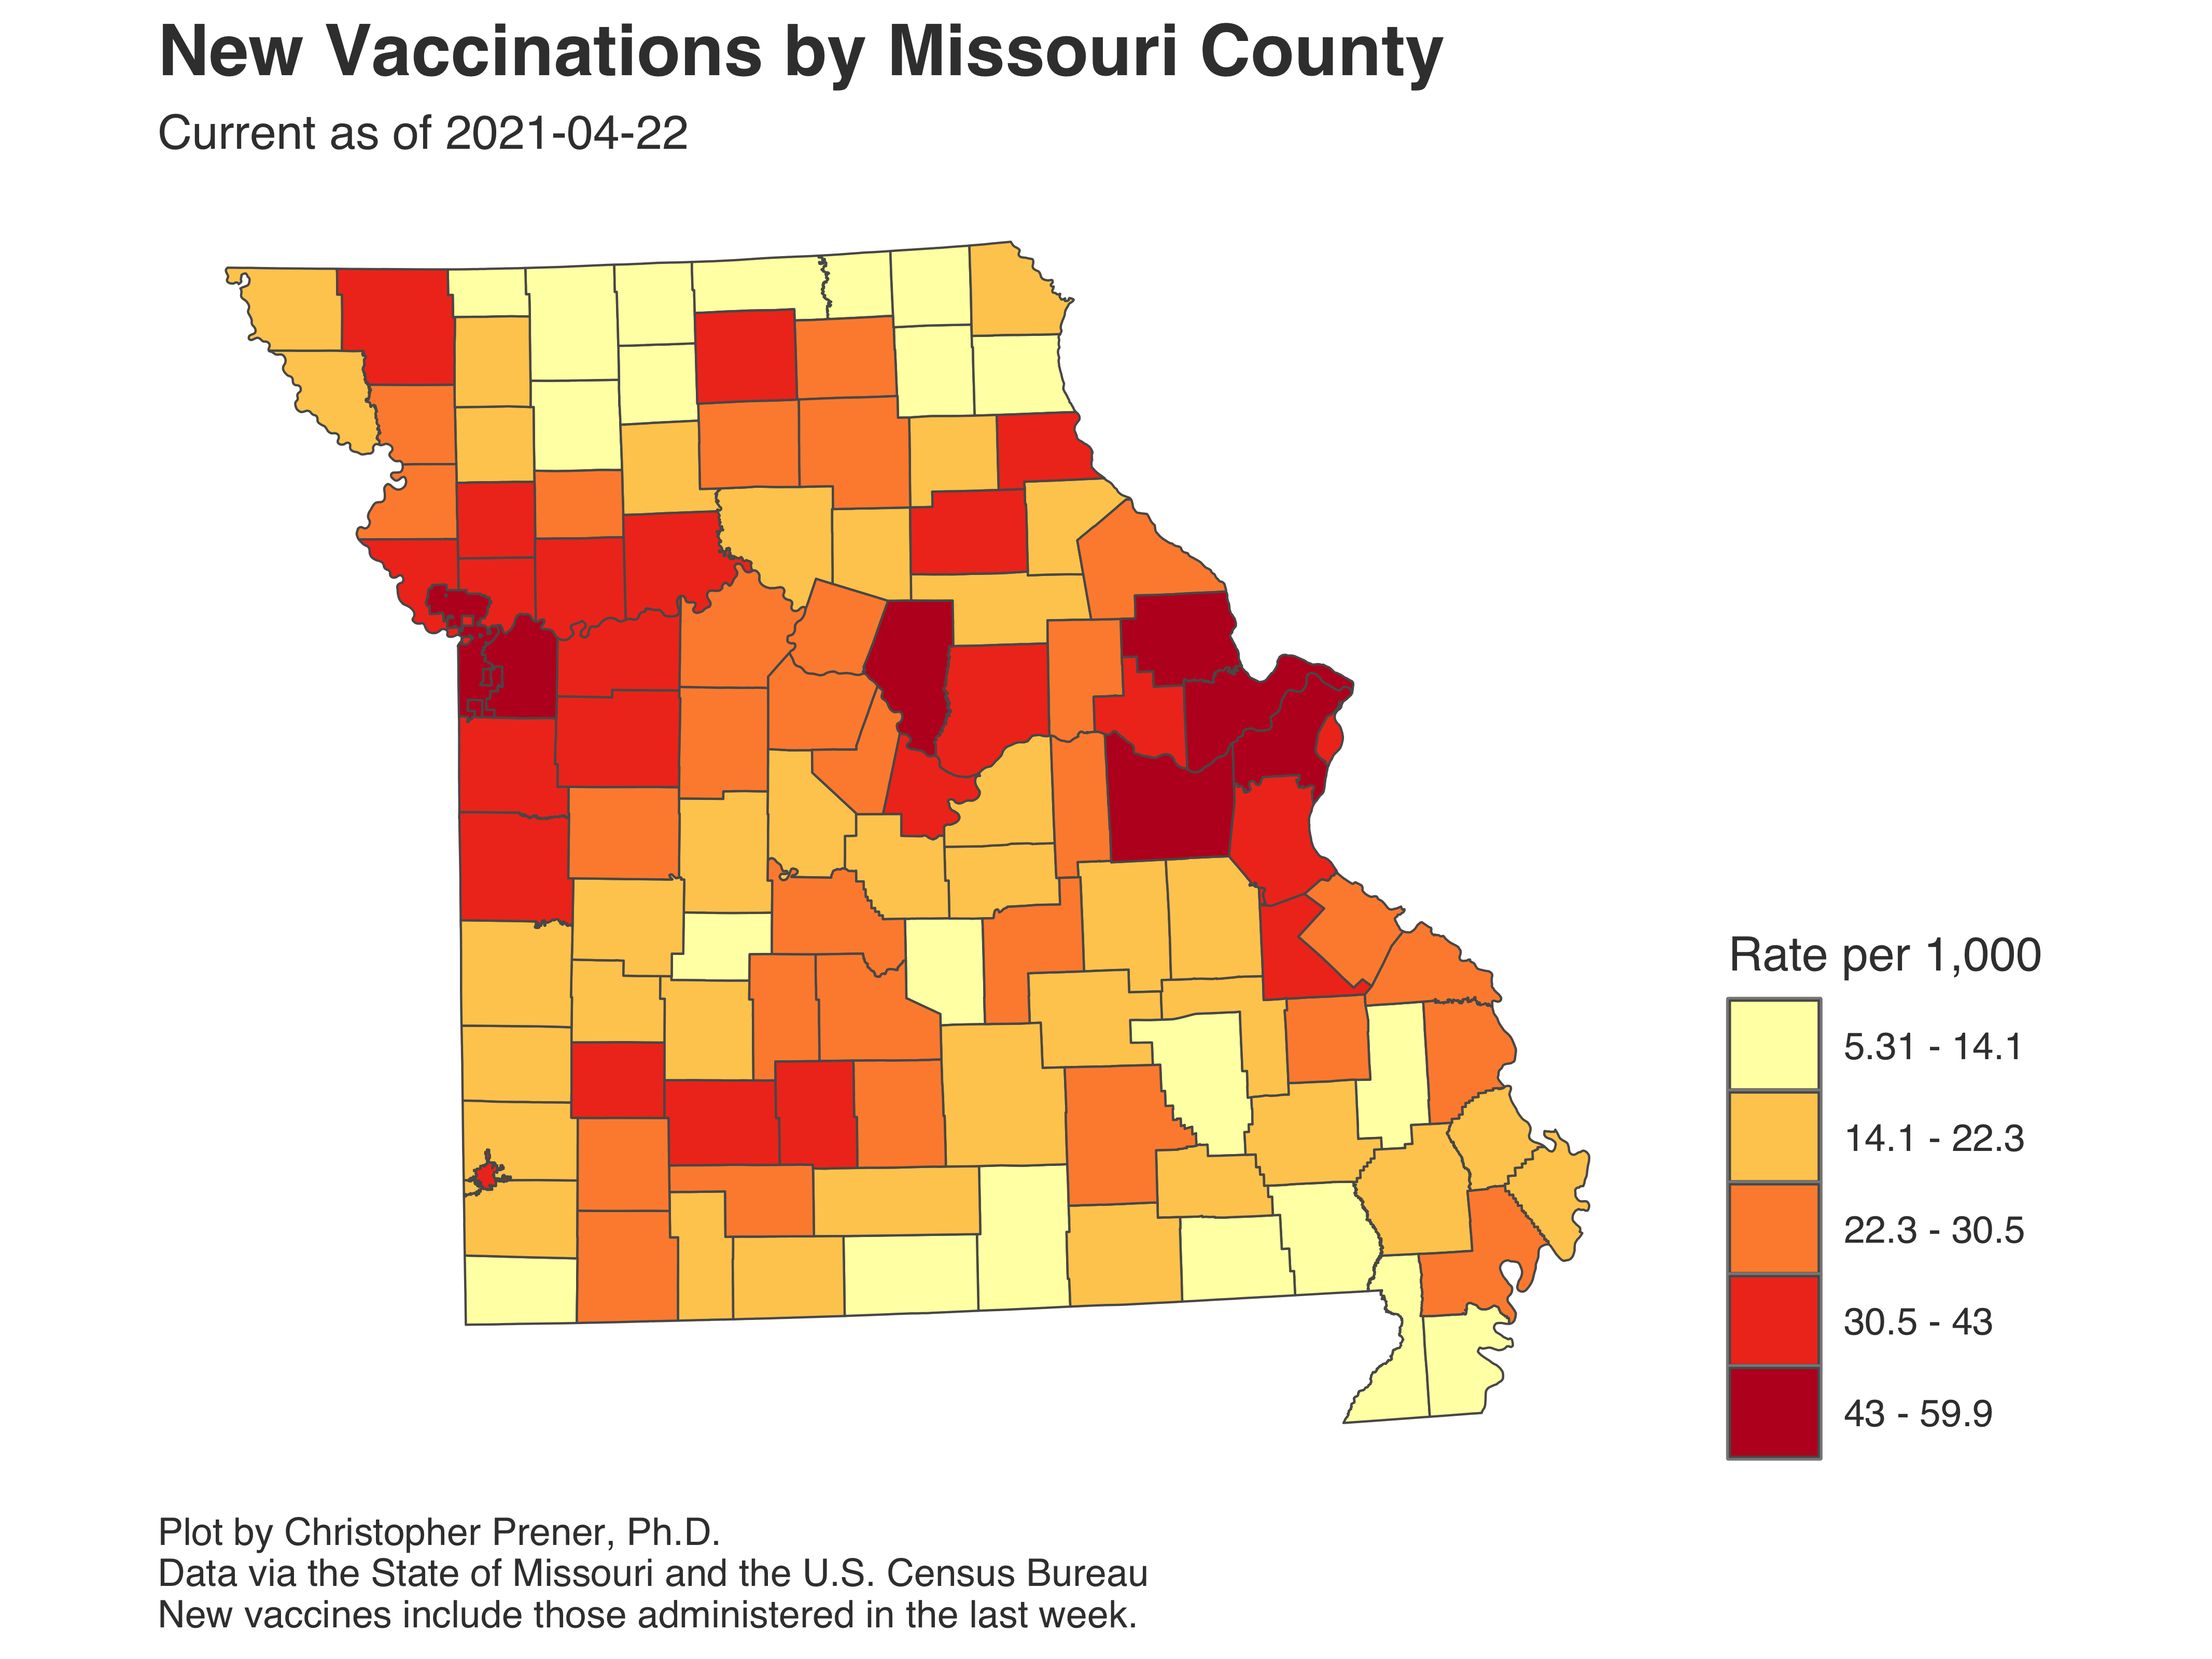 New Vaccinations by Missouri County
Current as of 2021-04-22
Rate per 1,000
5.31 - 14.1
14.1 - 22.3
22.3 - 30.5
30.5 - 43
43 - 59.9
Plot by Christopher Prener, Ph.D.
Data via the State of Missouri and the U.S. Census Bureau
New vaccines include those administered in the last week.